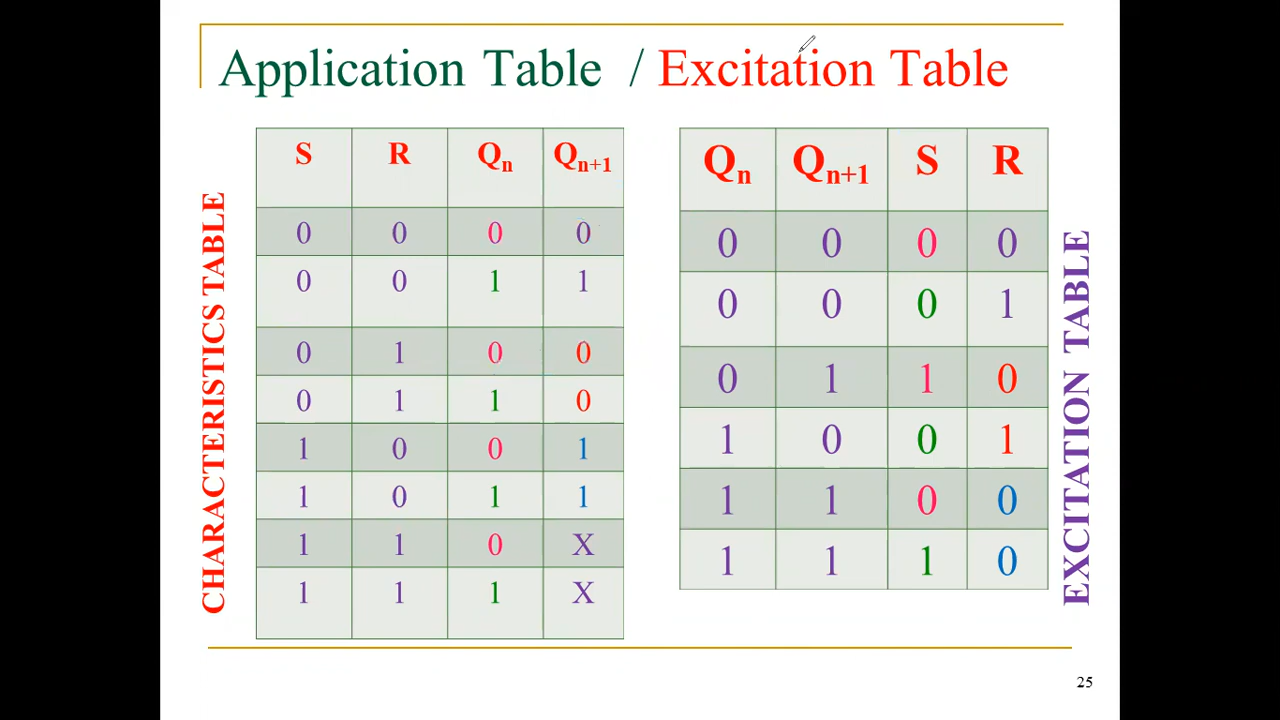 Application Table / Excitation Table
CHARACTERISTICS TABLE
S R Qn Qn+1
0 0 0 0
0 0 1 1
0 1 0 0
0 1 1 0
1 0 0 1
1 0 1 1
1 1 0 X
1 1 1 X
Qn Qn+1 S R
0 0 0 0
0 0 0 1
0 1 1 0
1 0 0 1
1 1 0 0
1 1 1 0
EXCITATION TABLE
25